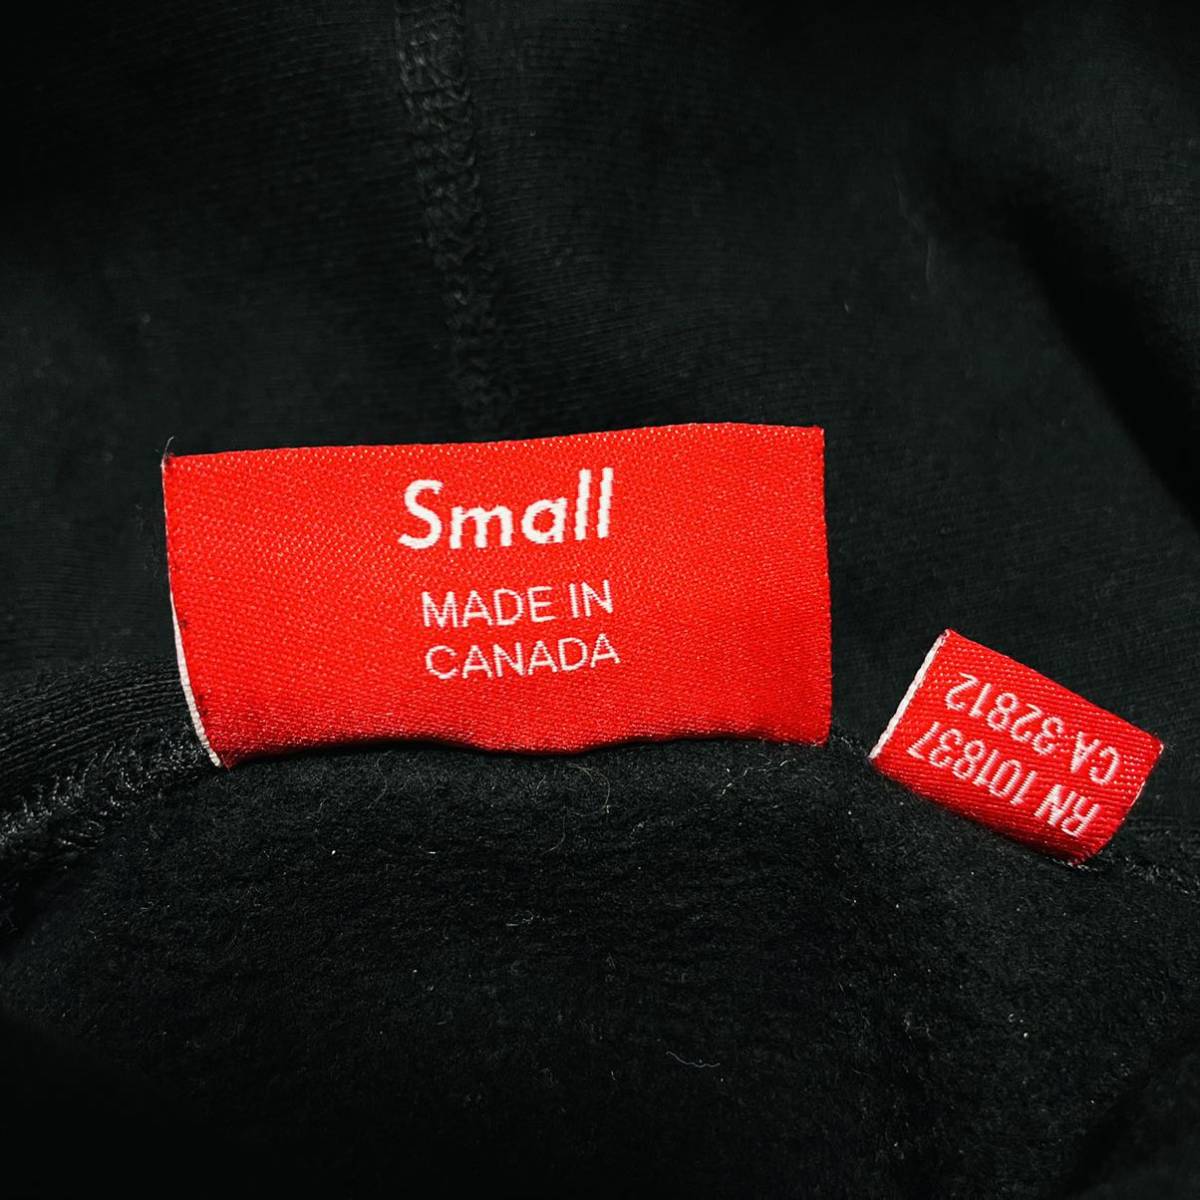 Small
MADE IN
CANADA
RN 101837
CA 32812